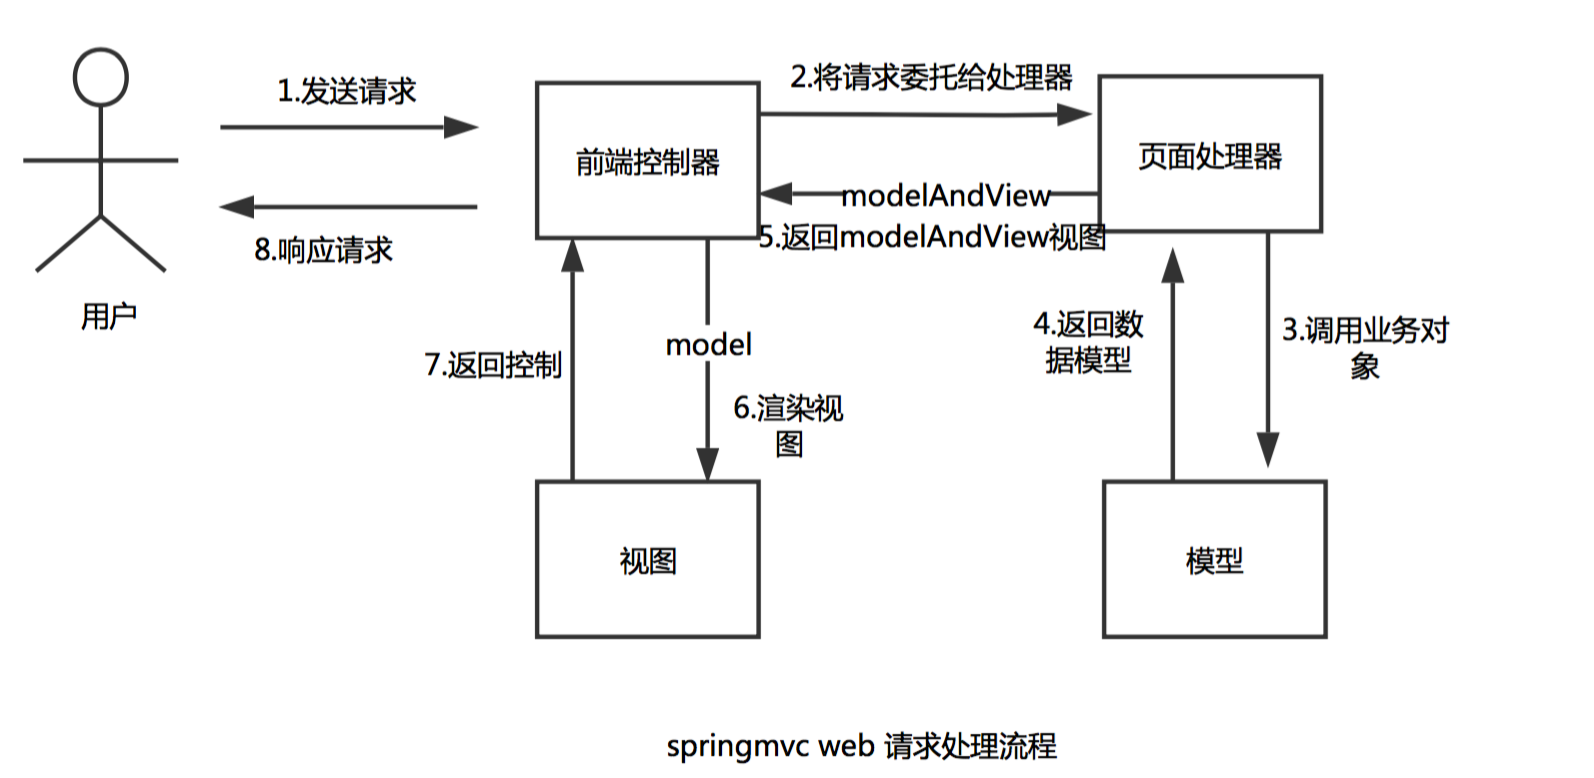 1.发送请求
2.将请求委托给处理器
前端控制器
页面处理器
modelAndView
5.返回modelAndView视图
8.响应请求
用户
4.返回数
据模型
3.调用业务对
象
7.返回控制
model
6.渲染视
图
视图
模型
springmvc web 请求处理流程